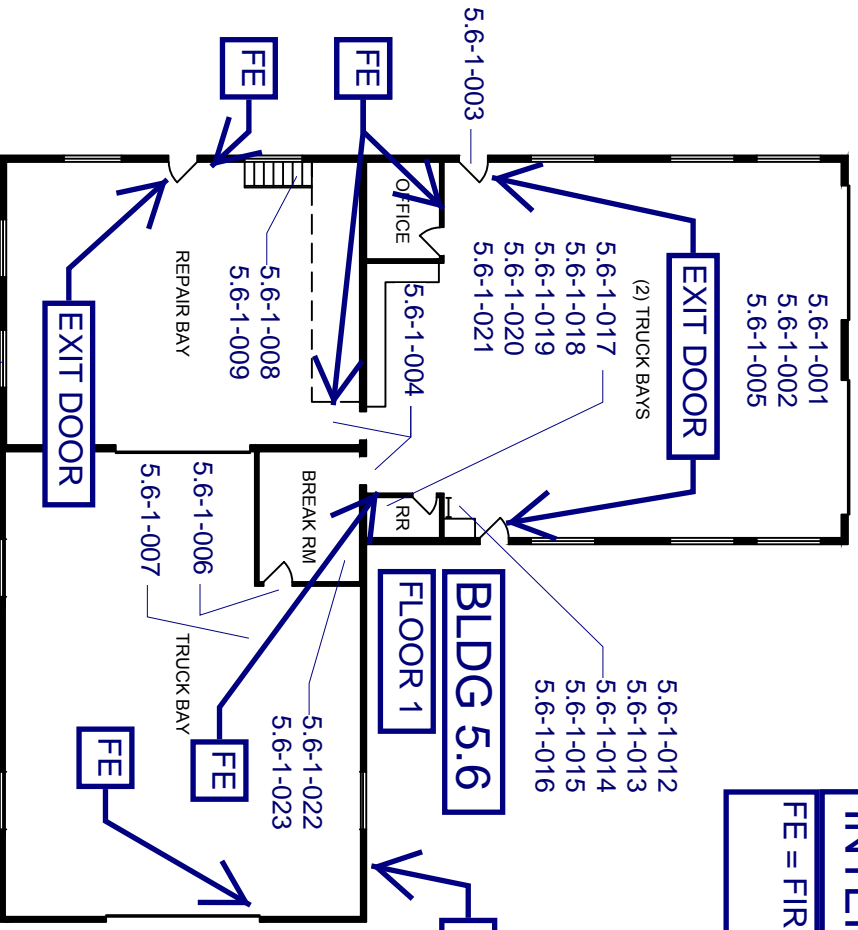 FE = FIR
5.6-1-001
5.6-1-002
5.6-1-005
EXIT DOOR
(2) TRUCK BAYS
5.6-1-017
5.6-1-018
5.6-1-019
5.6-1-020
5.6-1-021
5.6-1-003
OFFICE
5.6-1-004
RR
5.6-1-012
5.6-1-013
5.6-1-014
5.6-1-015
5.6-1-016
BLDG 5.6
FLOOR 1
FE
FE
REPAIR BAY
5.6-1-008
5.6-1-009
EXIT DOOR
BREAK RM
5.6-1-006
5.6-1-007
TRUCK BAY
5.6-1-022
5.6-1-023
FE
FE